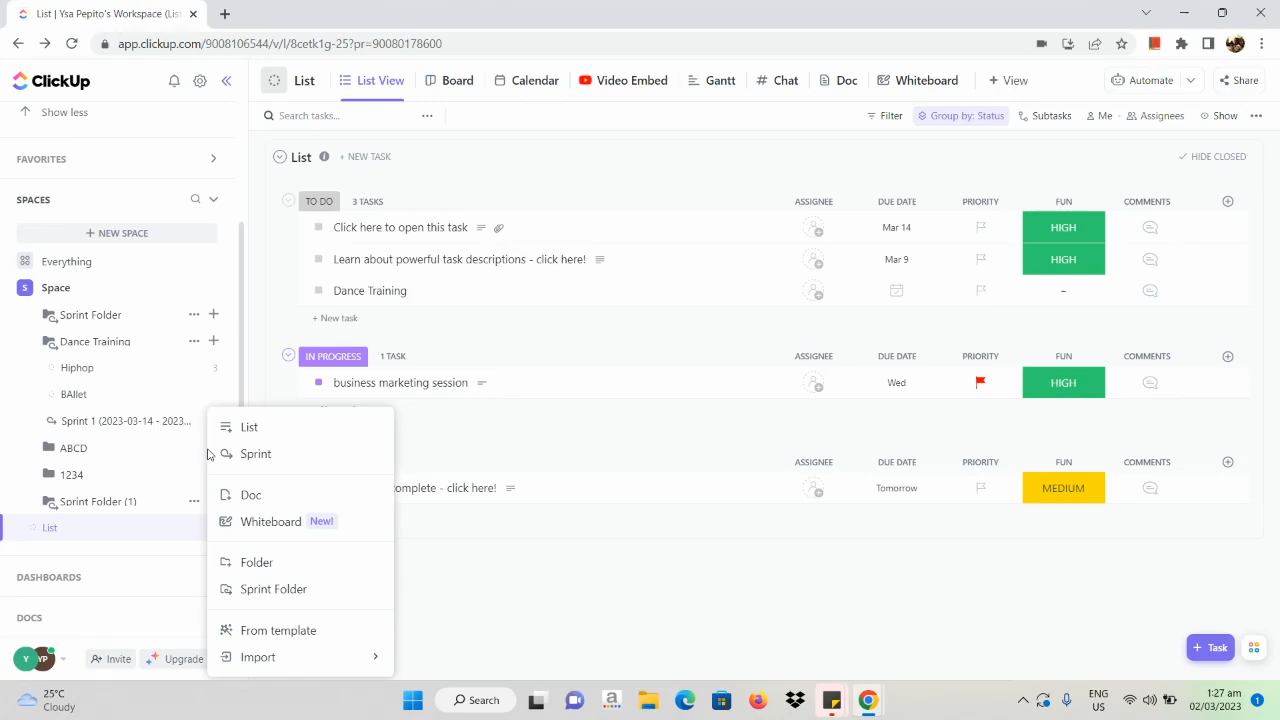 List | Ysa Pepito's Workspace (List
app.clickup.com/9008106544/v/l/8cetk1g-25?pr=90080178600
ClickUp
List
List View
Board
Calendar
Video Embed
Gantt
Chat
Doc
Whiteboard
+ View
Automate
Share
Show less
Search tasks...
Filter
Group by: Status
Subtasks
Me
Assignees
Show
FAVORITES
List
+ NEW TASK
HIDE CLOSED
SPACES
+ NEW SPACE
Everything
S Space
Sprint Folder
Dance Training
Hiphop 3
BAllet
Sprint 1 (2023-03-14 - 2023...
ABCD
1234
Sprint Folder (1)
List
DASHBOARDS
DOCS
Y YP
Invite
Upgrade
TO DO 3 TASKS ASSIGNEE DUE DATE PRIORITY FUN COMMENTS
Click here to open this task Mar 14 HIGH
Learn about powerful task descriptions - click here! Mar 9 HIGH
Dance Training –
+ New task
IN PROGRESS 1 TASK ASSIGNEE DUE DATE PRIORITY FUN COMMENTS
business marketing session Wed HIGH
ASSIGNEE DUE DATE PRIORITY FUN COMMENTS
complete - click here! Tomorrow MEDIUM
List
Sprint
Doc
Whiteboard New!
Folder
Sprint Folder
From template
Import
+ Task
25°C
Cloudy
Search
a
ENG
US
1:27 am
02/03/2023
1